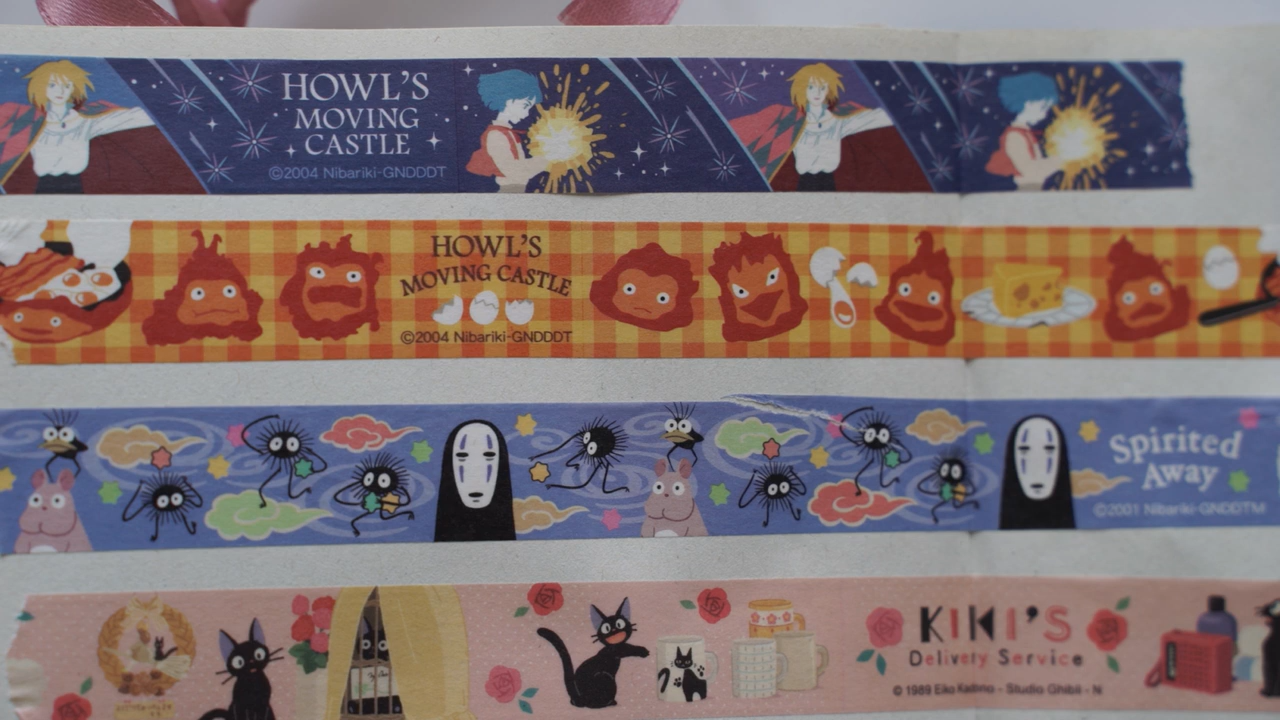 HOWL'S
MOVING
CASTLE
©2004 Nibariki-GNDDDT
HOWL'S
MOVING CASTLE
©2004 Nibariki-GNDDDT
Spirited
Away
©2001 Nibariki-GNDDTM
KIKI'S
Delivery Service
© 1989 Eiko Kadono - Studio Ghibli - N